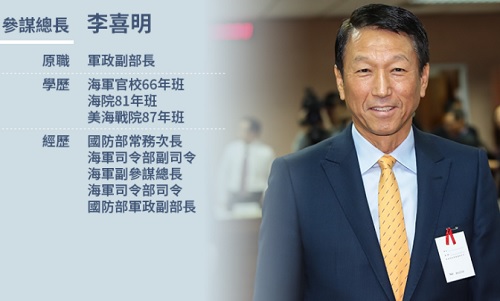 參謀總長 李喜明
原職 軍政副部長
學歷 海軍官校66年班
海院81年班
美海戰院87年班
經歷 國防部常務次長
海軍司令部副司令
海軍副參謀總長
海軍司令部司令
國防部軍政副部長